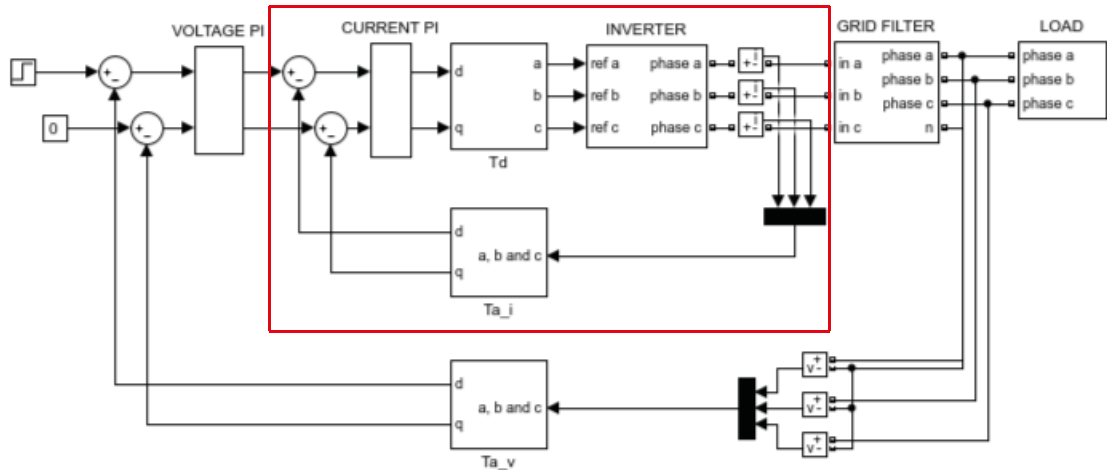 VOLTAGE PI
CURRENT PI
INVERTER
GRID FILTER
LOAD
0
d
q
a
b
c
Td
ref a
ref b
ref c
phase a
phase b
phase c
i
+ -
i
+ -
i
+ -
in a
in b
in c
phase a
phase b
phase c
n
phase a
phase b
phase c
+
-
+
-
+
-
+
-
d
q
a, b and c
Ta_i
d
q
a, b and c
Ta_v
+
v -
+
v -
+
v -